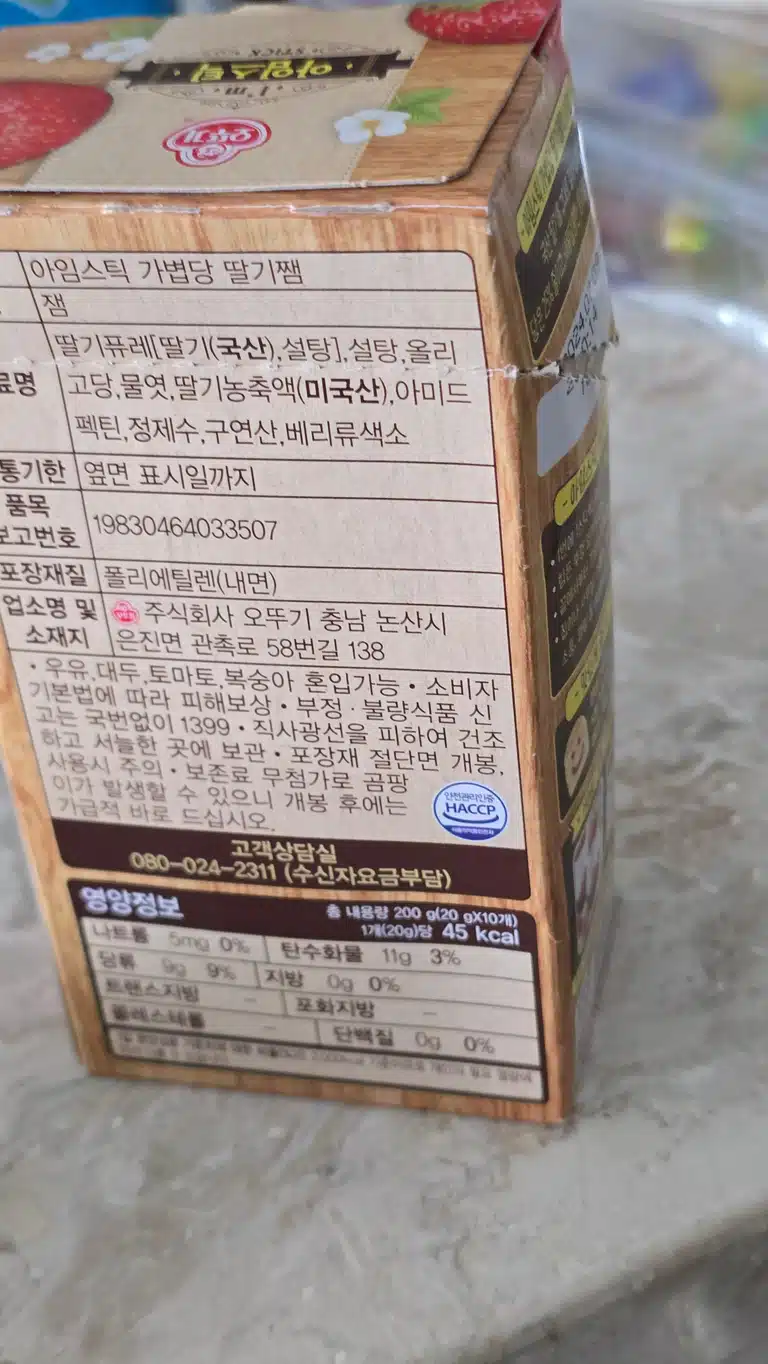 아임스틱
오뚜기
아임스틱 가볍당 딸기쨈
잼
딸기퓨레[딸기(국산),설탕],설탕,올리
료명 고당,물엿,딸기농축액(미국산),아미드
펙틴,정제수,구연산,베리류색소
통기한 옆면 표시일까지
품목
보고번호 19830464033507
포장재질 폴리에틸렌(내면)
업소명 및 주식회사 오뚜기 충남 논산시
소재지 은진면 관촉로 58번길 138
• 우유,대두,토마토,복숭아 혼입가능 • 소비자
기본법에 따라 피해보상 • 부정 · 불량식품 신
고는 국번없이 1399 • 직사광선을 피하여 건조
하고 서늘한 곳에 보관 • 포장재 절단면 개봉,
사용시 주의 • 보존료 무첨가로 곰팡
이가 발생할 수 있으니 개봉 후에는
가급적 바로 드십시오.
안전관리인증
HACCP
고객상담실
080-024-2311 (수신자요금부담)
영양정보
총 내용량 200 g(20 gX10개)
1개(20g)당 45 kcal
나트륨 5mg 0% 탄수화물 11g 3%
당류 9g 9% 지방 0g 0%
트랜스지방 - 포화지방 -
콜레스테롤 - 단백질 0g 0%